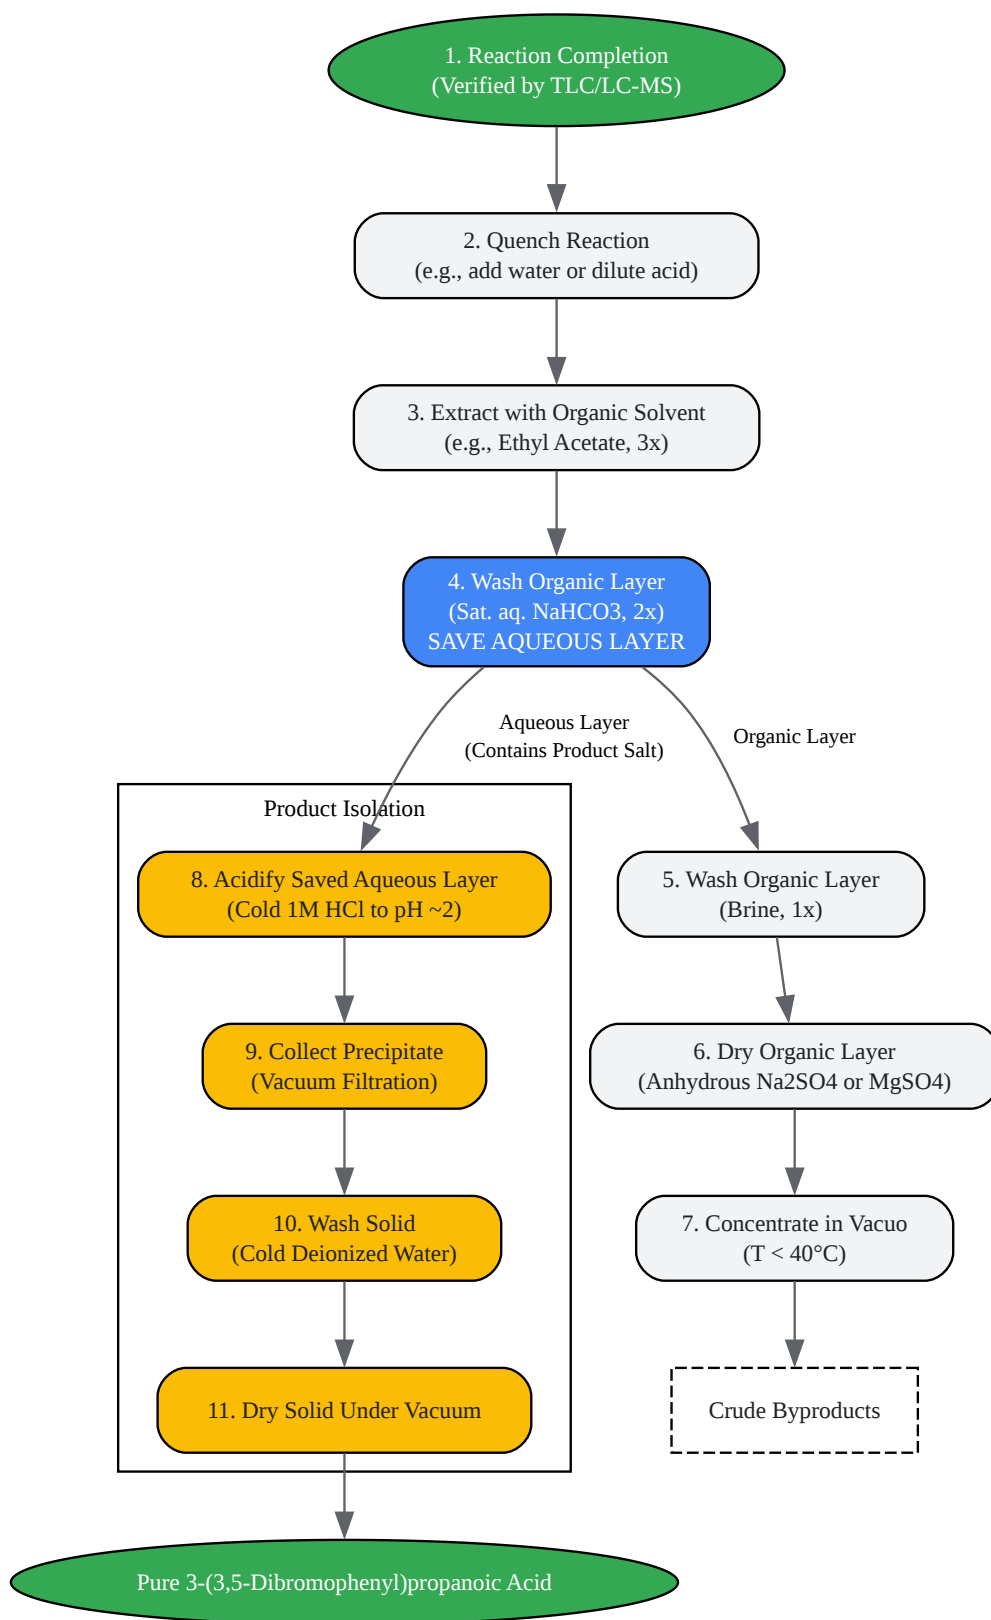 1. Reaction Completion
(Verified by TLC/LC-MS)
2. Quench Reaction
(e.g., add water or dilute acid)
3. Extract with Organic Solvent
(e.g., Ethyl Acetate, 3x)
4. Wash Organic Layer
(Sat. aq. NaHCO3, 2x)
SAVE AQUEOUS LAYER
Aqueous Layer
(Contains Product Salt)
Organic Layer
Product Isolation
8. Acidify Saved Aqueous Layer
(Cold 1M HCl to pH ~2)
5. Wash Organic Layer
(Brine, 1x)
9. Collect Precipitate
(Vacuum Filtration)
6. Dry Organic Layer
(Anhydrous Na2SO4 or MgSO4)
10. Wash Solid
(Cold Deionized Water)
7. Concentrate in Vacuo
(T < 40°C)
11. Dry Solid Under Vacuum
Crude Byproducts
Pure 3-(3,5-Dibromophenyl)propanoic Acid